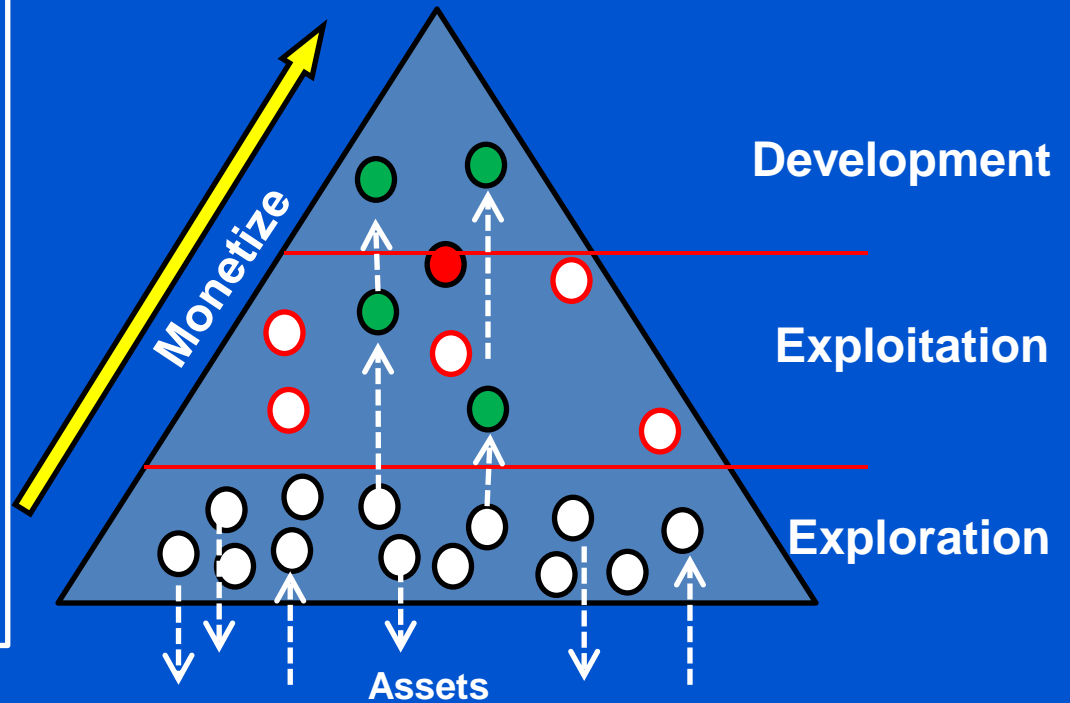 Development
Monetize
Exploitation
Exploration
Assets